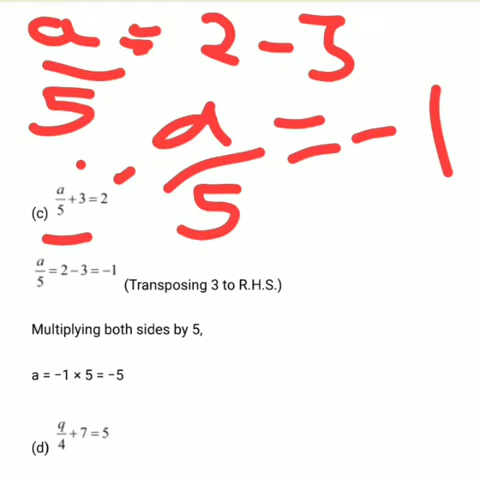 a/5 = 2 - 3
∴ a/5 = -1
(c) a/5 + 3 = 2
a/5 = 2 - 3 = -1 (Transposing 3 to R.H.S.)
Multiplying both sides by 5,
a = -1 × 5 = -5
(d) q/4 + 7 = 5